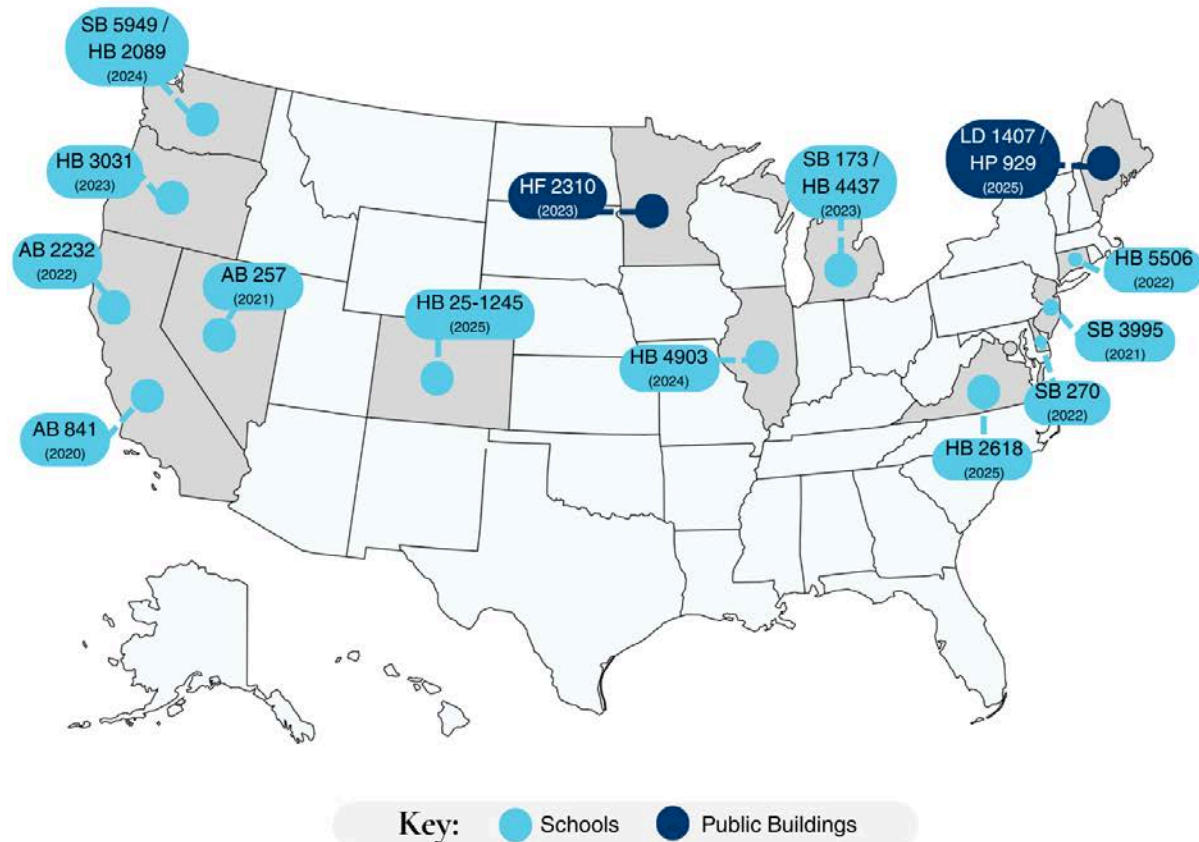 SB 5949 /
HB 2089
(2024)
HB 3031
(2023)
AB 2232
(2022)
AB 257
(2021)
AB 841
(2020)
HB 25-1245
(2025)
HF 2310
(2023)
SB 173 /
HB 4437
(2023)
HB 4903
(2024)
LD 1407 /
HP 929
(2025)
HB 5506
(2022)
SB 3995
(2021)
SB 270
(2022)
HB 2618
(2025)
Key: Schools Public Buildings